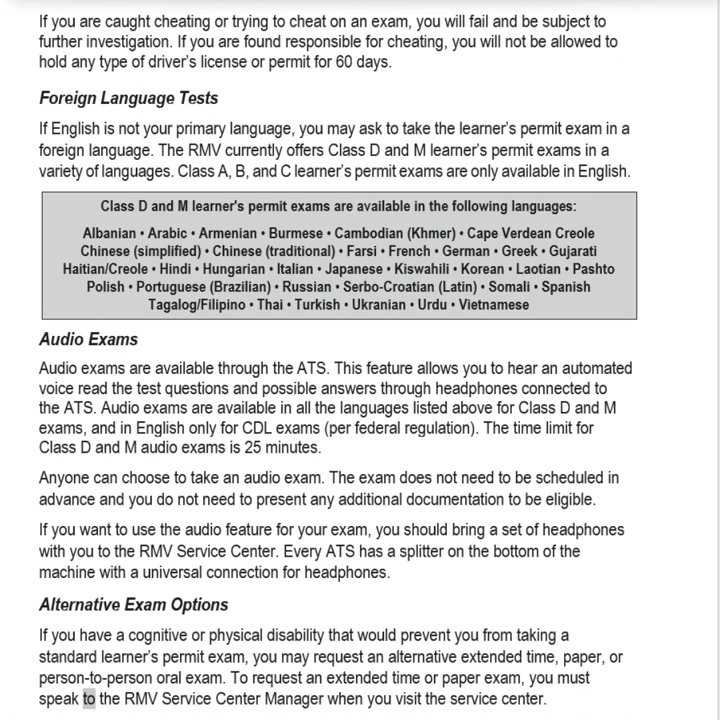 If you are caught cheating or trying to cheat on an exam, you will fail and be subject to
further investigation. If you are found responsible for cheating, you will not be allowed to
hold any type of driver's license or permit for 60 days.
Foreign Language Tests
If English is not your primary language, you may ask to take the learner's permit exam in a
foreign language. The RMV currently offers Class D and M learner's permit exams in a
variety of languages. Class A, B, and C learner's permit exams are only available in English.
Class D and M learner's permit exams are available in the following languages:
Albanian • Arabic • Armenian • Burmese • Cambodian (Khmer) • Cape Verdean Creole
Chinese (simplified) • Chinese (traditional) • Farsi • French • German • Greek • Gujarati
Haitian/Creole • Hindi • Hungarian • Italian • Japanese • Kiswahili • Korean • Laotian • Pashto
Polish • Portuguese (Brazilian) • Russian • Serbo-Croatian (Latin) • Somali • Spanish
Tagalog/Filipino • Thai • Turkish • Ukranian • Urdu • Vietnamese
Audio Exams
Audio exams are available through the ATS. This feature allows you to hear an automated
voice read the test questions and possible answers through headphones connected to
the ATS. Audio exams are available in all the languages listed above for Class D and M
exams, and in English only for CDL exams (per federal regulation). The time limit for
Class D and M audio exams is 25 minutes.
Anyone can choose to take an audio exam. The exam does not need to be scheduled in
advance and you do not need to present any additional documentation to be eligible.
If you want to use the audio feature for your exam, you should bring a set of headphones
with you to the RMV Service Center. Every ATS has a splitter on the bottom of the
machine with a universal connection for headphones.
Alternative Exam Options
If you have a cognitive or physical disability that would prevent you from taking a
standard learner's permit exam, you may request an alternative extended time, paper, or
person-to-person oral exam. To request an extended time or paper exam, you must
speak to the RMV Service Center Manager when you visit the service center.